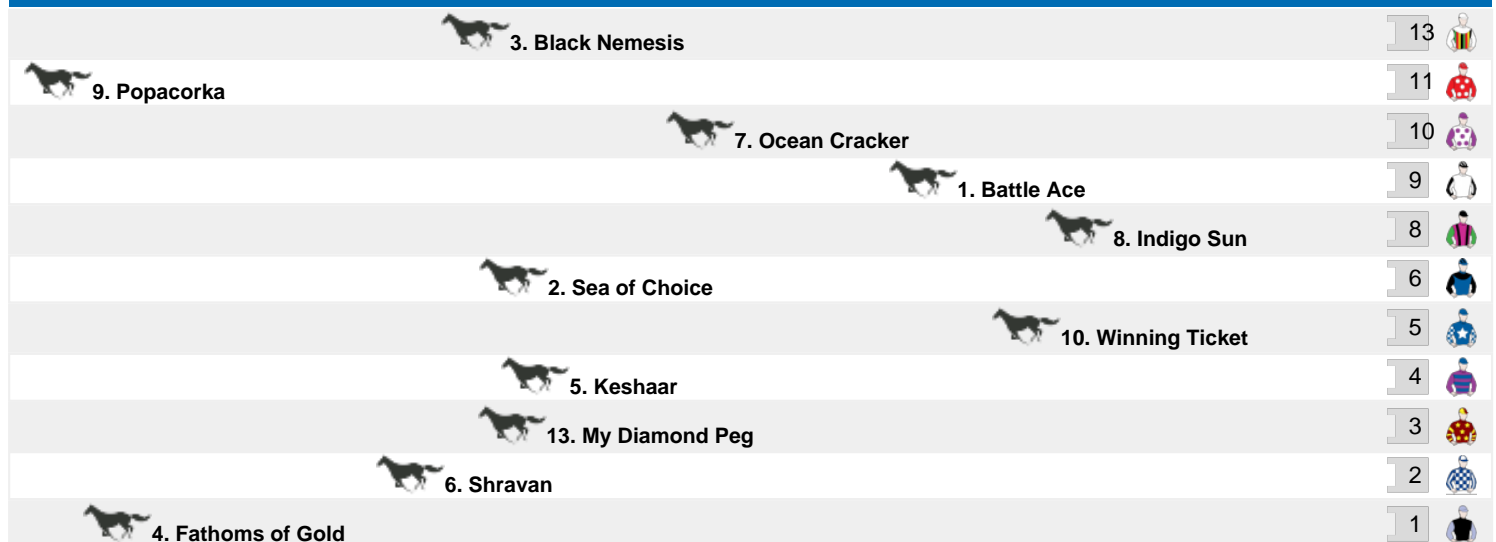 3. Black Nemesis 13
9. Popacorka 11
7. Ocean Cracker 10
1. Battle Ace 9
8. Indigo Sun 8
2. Sea of Choice 6
10. Winning Ticket 5
5. Keshaar 4
13. My Diamond Peg 3
6. Shravan 2
4. Fathoms of Gold 1